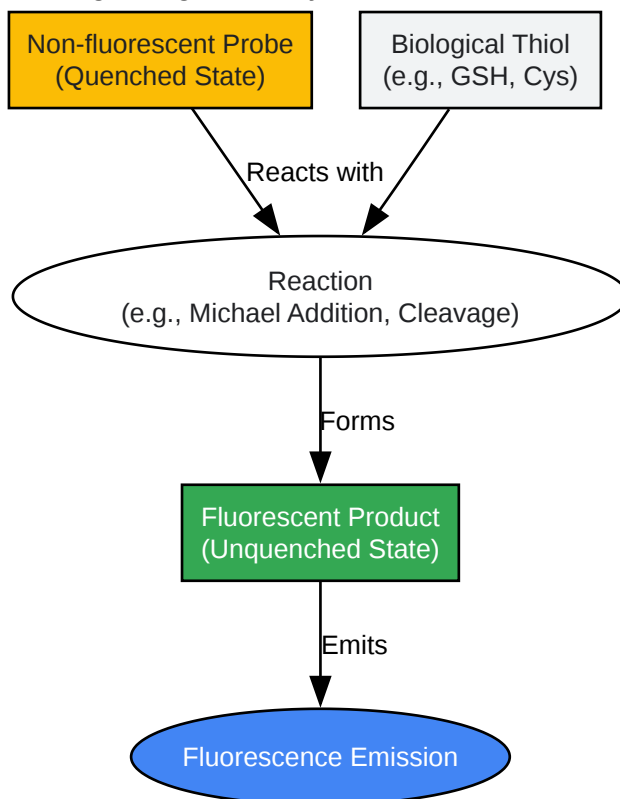 Non-fluorescent Probe
(Quenched State)
Biological Thiol
(e.g., GSH, Cys)
Reacts with
Reaction
(e.g., Michael Addition, Cleavage)
Forms
Fluorescent Product
(Unquenched State)
Emits
Fluorescence Emission